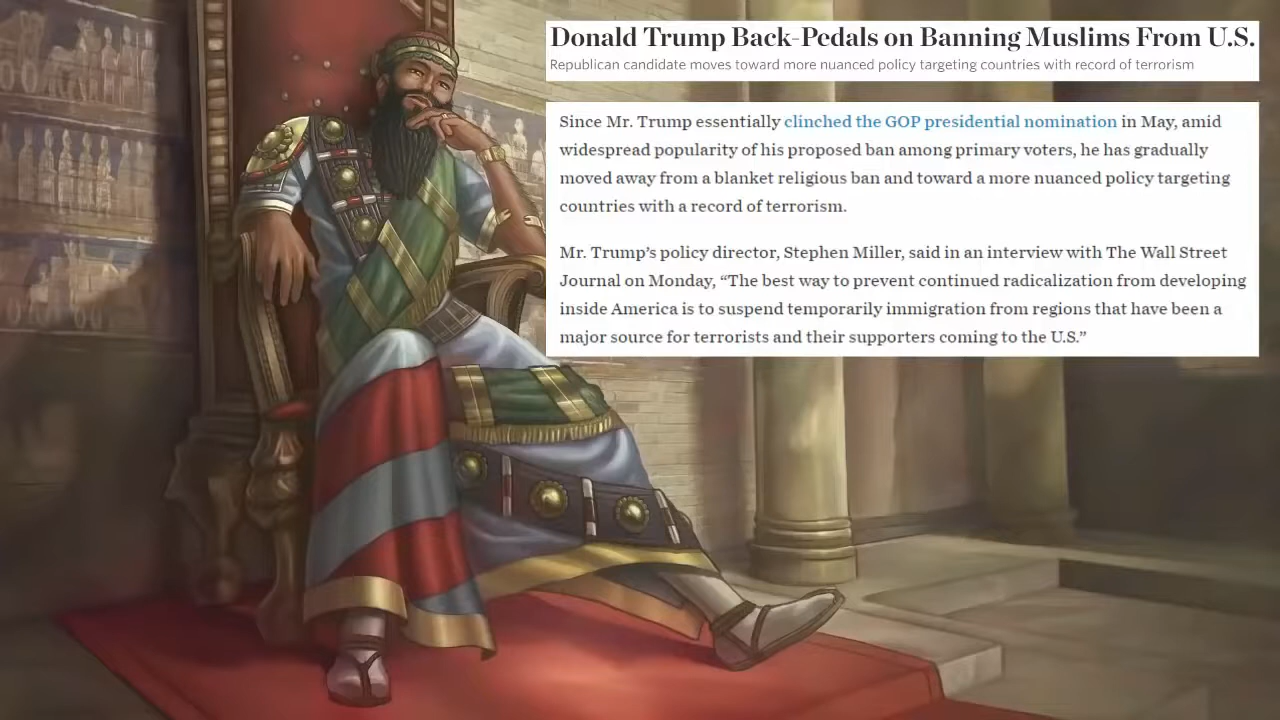 Donald Trump Back-Pedals on Banning Muslims From U.S.
Republican candidate moves toward more nuanced policy targeting countries with record of terrorism
Since Mr. Trump essentially clinched the GOP presidential nomination in May, amid
widespread popularity of his proposed ban among primary voters, he has gradually
moved away from a blanket religious ban and toward a more nuanced policy targeting
countries with a record of terrorism.
Mr. Trump’s policy director, Stephen Miller, said in an interview with The Wall Street
Journal on Monday, “The best way to prevent continued radicalization from developing
inside America is to suspend temporarily immigration from regions that have been a
major source for terrorists and their supporters coming to the U.S.”